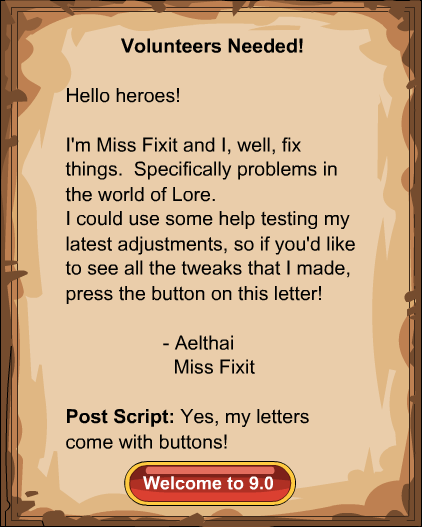 Volunteers Needed!
Hello heroes!
I'm Miss Fixit and I, well, fix
things.  Specifically problems in
the world of Lore.
I could use some help testing my
latest adjustments, so if you'd like
to see all the tweaks that I made,
press the button on this letter!
- Aelthai
Miss Fixit
Post Script: Yes, my letters
come with buttons!
Welcome to 9.0